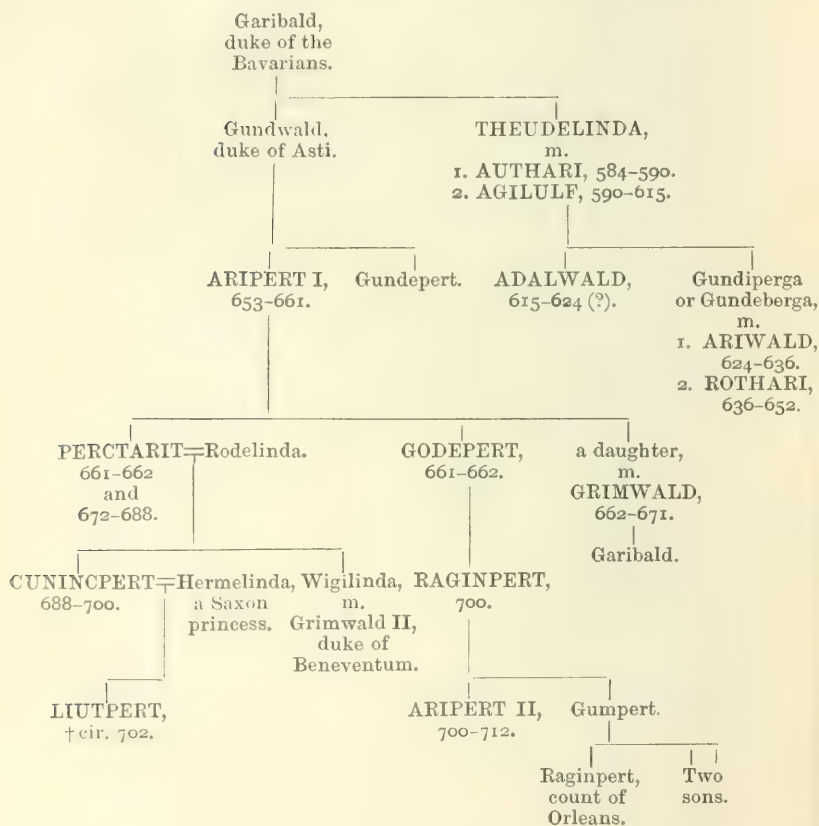 Garibald,
duke of the
Bavarians.
Gundwald,
duke of Asti.
THEUDELINDA,
m.
1. AUTHARI, 584–590.
2. AGILULF, 590–615.
ARIPERT I,
653–661.
Gundepert.
ADALWALD,
615–624 (?).
Gundiperga
or Gundeberga,
m.
1. ARIWALD,
624–636.
2. ROTHARI,
636–652.
PERCTARIT=Rodelinda.
661–662
and
672–688.
GODEPERT,
661–662.
a daughter,
m.
GRIMWALD,
662–671.
Garibald.
CUNINCPERT=Hermelinda,
688–700.
a Saxon
princess.
Wigilinda,
m.
Grimwald II,
duke of
Beneventum.
RAGINPERT,
700.
LIUTPERT,
† cir. 702.
ARIPERT II,
700–712.
Gumpert.
Raginpert,
count of
Orleans.
Two
sons.